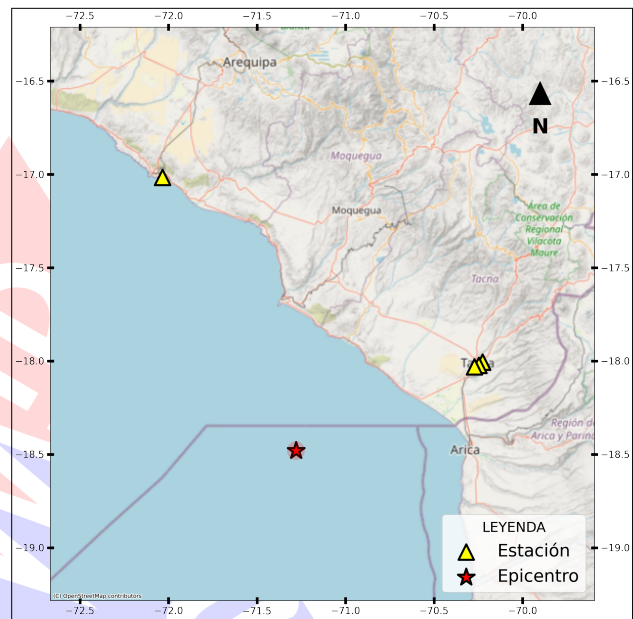 −72.5 −72.0 −71.5 −71.0 −70.5 −70.0
Arequipa
−16.5 −16.5
N
Moquegua
−17.0 −17.0
Moquegua
Área de
Conservación
Regional
Vilacota
Maure
−17.5 −17.5
Tacna
−18.0 −18.0
Región d
Arica y Parina
Arica
−18.5 −18.5
LEYENDA
−19.0 −19.0
Estación
Epicentro
(C) OpenStreetMap contributors
−72.5 −72.0 −71.5 −71.0 −70.5 −70.0